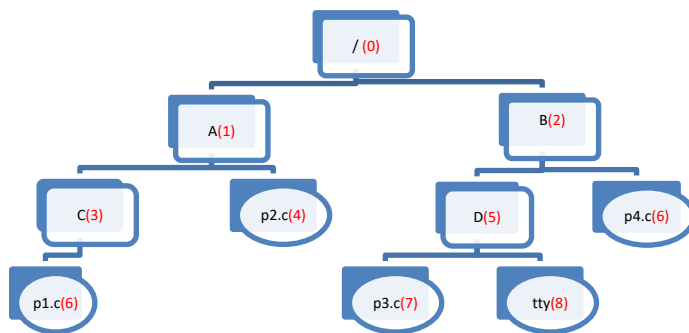 / (0)
A(1)
B(2)
C(3)
p2.c(4)
D(5)
p4.c(6)
p1.c(6)
p3.c(7)
tty(8)